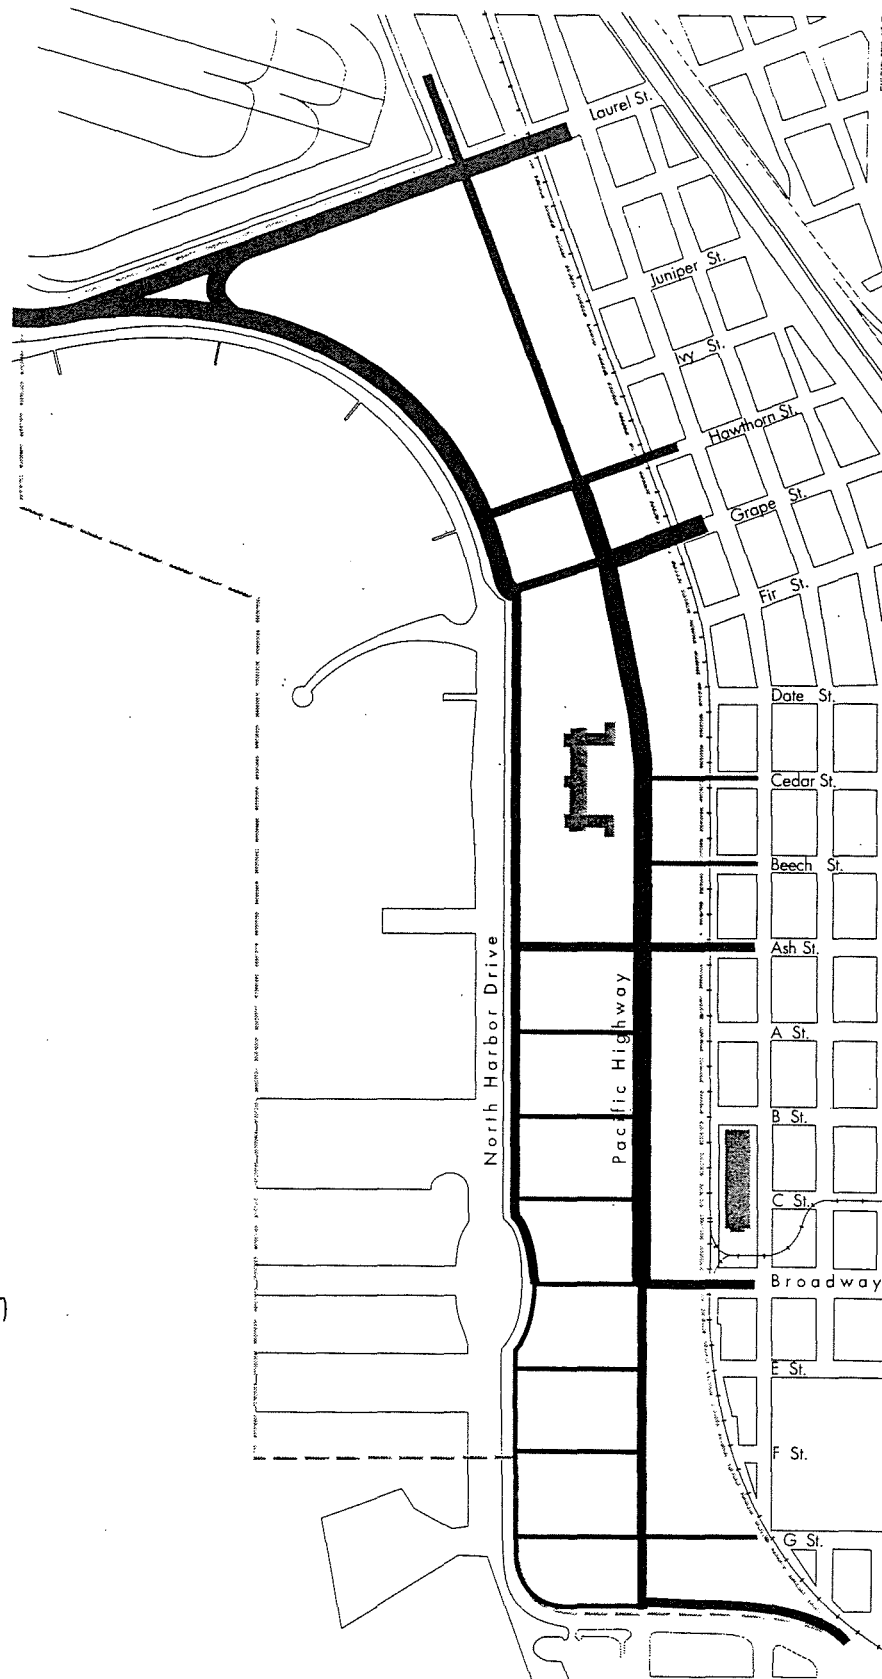 Laurel St.
Juniper St.
Ivy St.
Hawthorn St.
Grape St.
Fir St.
Date St.
Cedar St.
Beech St.
Ash St.
North Harbor Drive
Pacific Highway
A St.
B St.
C St.
Broadway
E St.
F St.
G St.